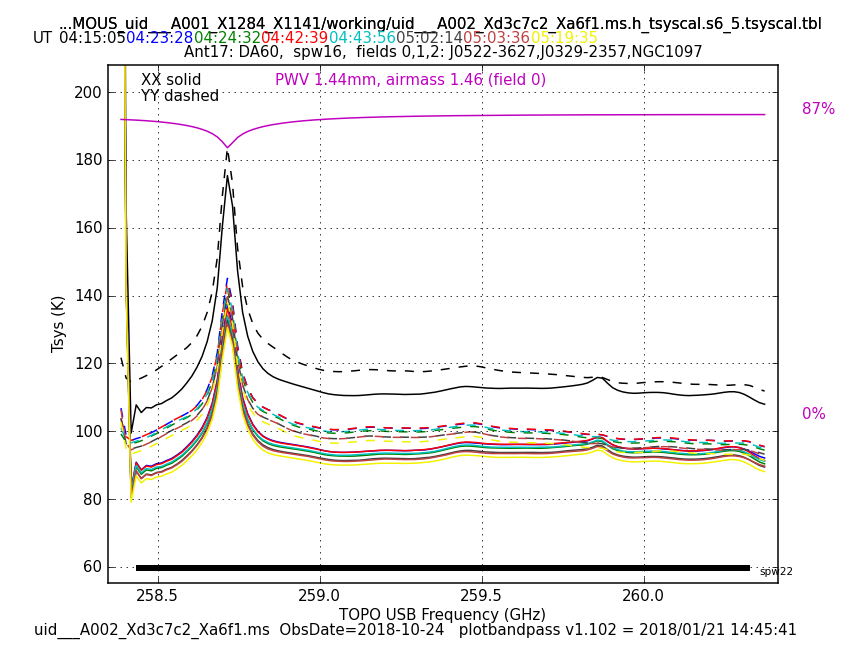 ...MOUS_uid___A001_X1284_X1141/working/uid___A002_Xd3c7c2_Xa6f1.ms.h_tsyscal.s6_5.tsyscal.tbl
UT 04:15:05 04:23:28 04:24:32 04:42:39 04:43:56 05:02:14 05:03:36 05:19:35
Ant17: DA60,  spw16,  fields 0,1,2: J0522-3627,J0329-2357,NGC1097
XX solid
YY dashed
PWV 1.44mm, airmass 1.46 (field 0)
87%
0%
Tsys (K)
200
180
160
140
120
100
80
60
spw22
258.5 259.0 259.5 260.0
TOPO USB Frequency (GHz)
uid___A002_Xd3c7c2_Xa6f1.ms  ObsDate=2018-10-24   plotbandpass v1.102 = 2018/01/21 14:45:41